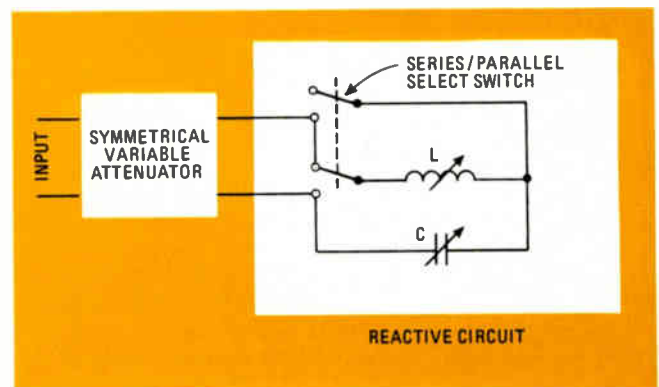 SERIES/PARALLEL
SELECT SWITCH
INPUT
SYMMETRICAL
VARIABLE
ATTENUATOR
L
C
REACTIVE CIRCUIT